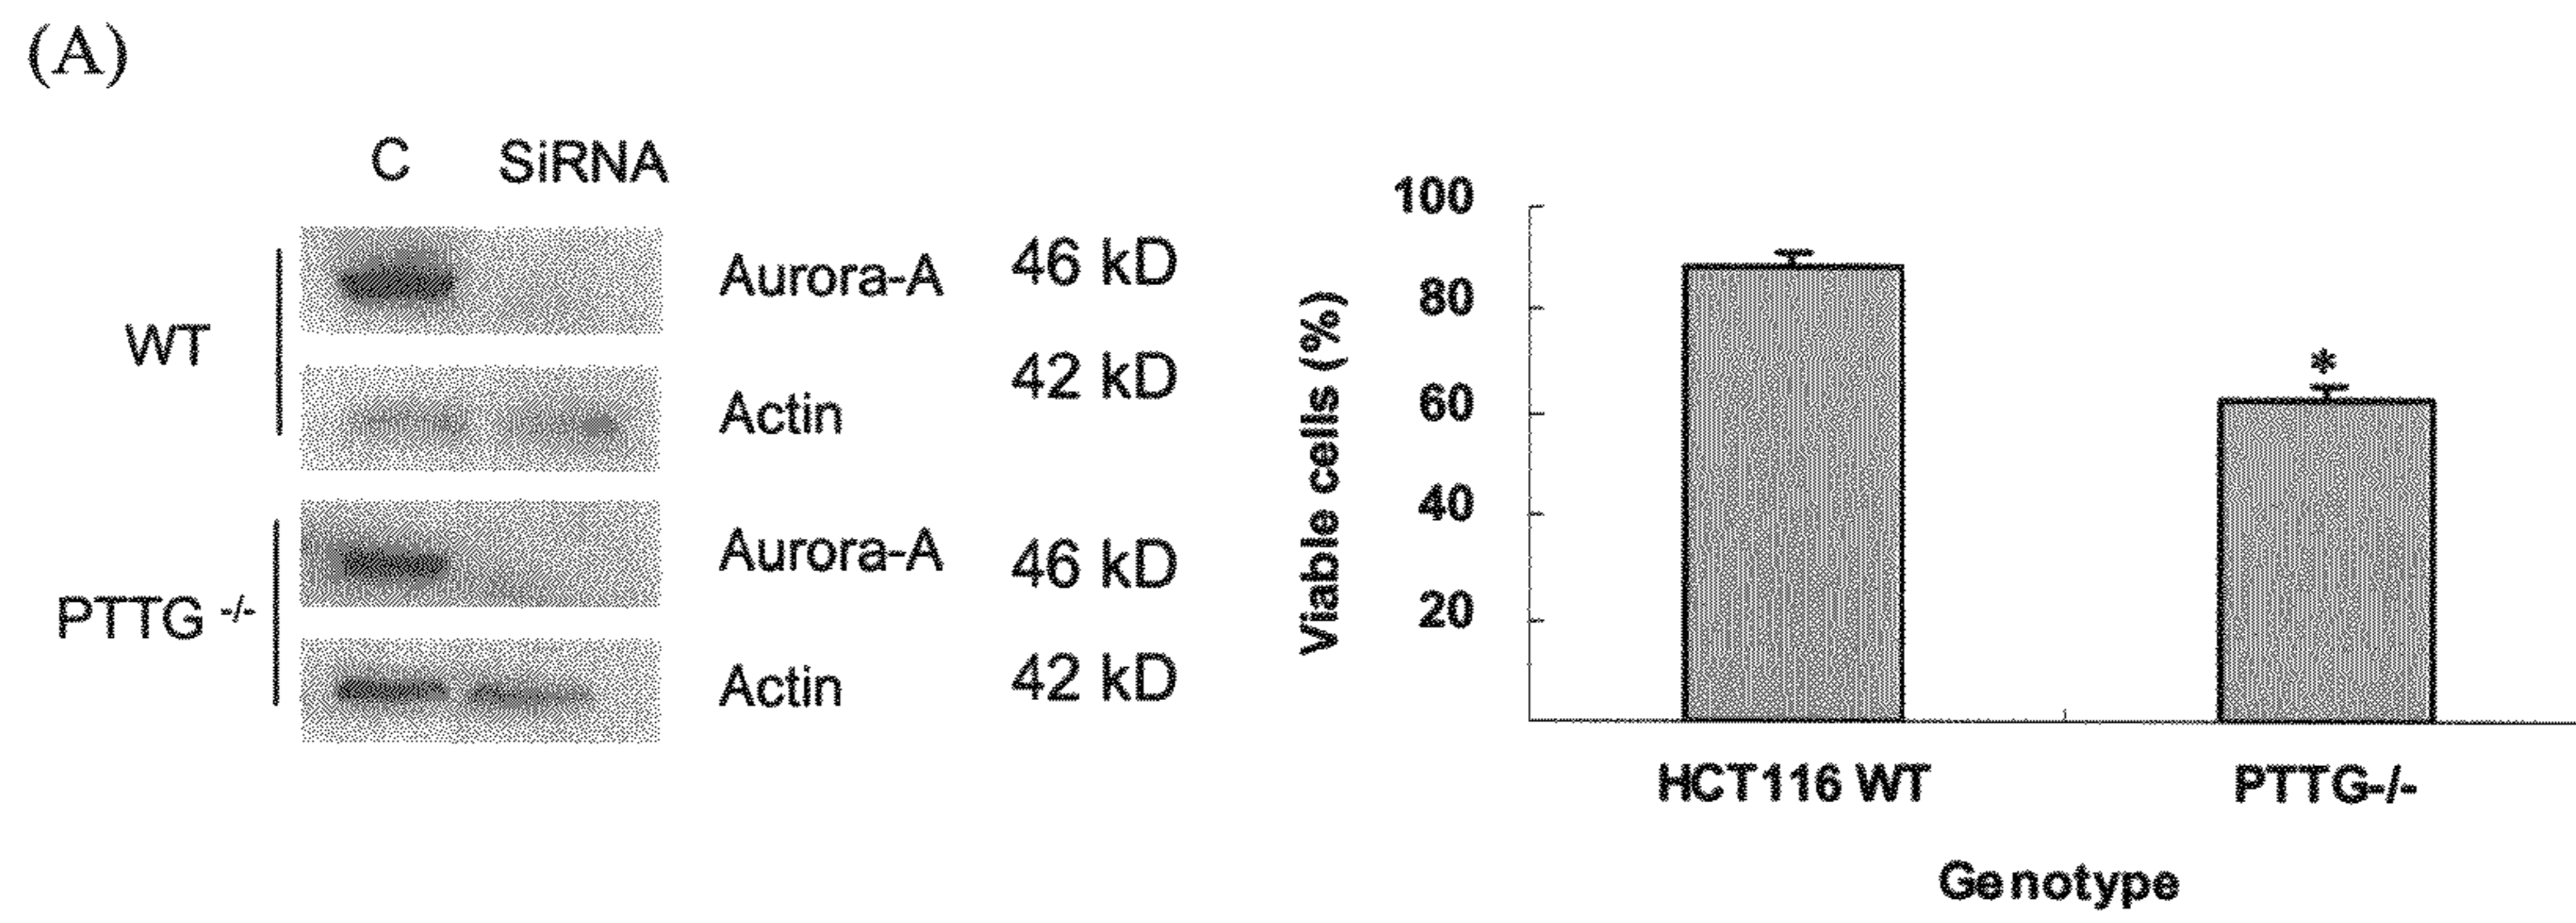 (A)
C SiRNA
WT
Aurora-A 46 kD
Actin 42 kD
PTTG -/-
Aurora-A 46 kD
Actin 42 kD
Viable cells (%)
100
80
60
40
20
*
HCT116 WT PTTG-/-
Genotype